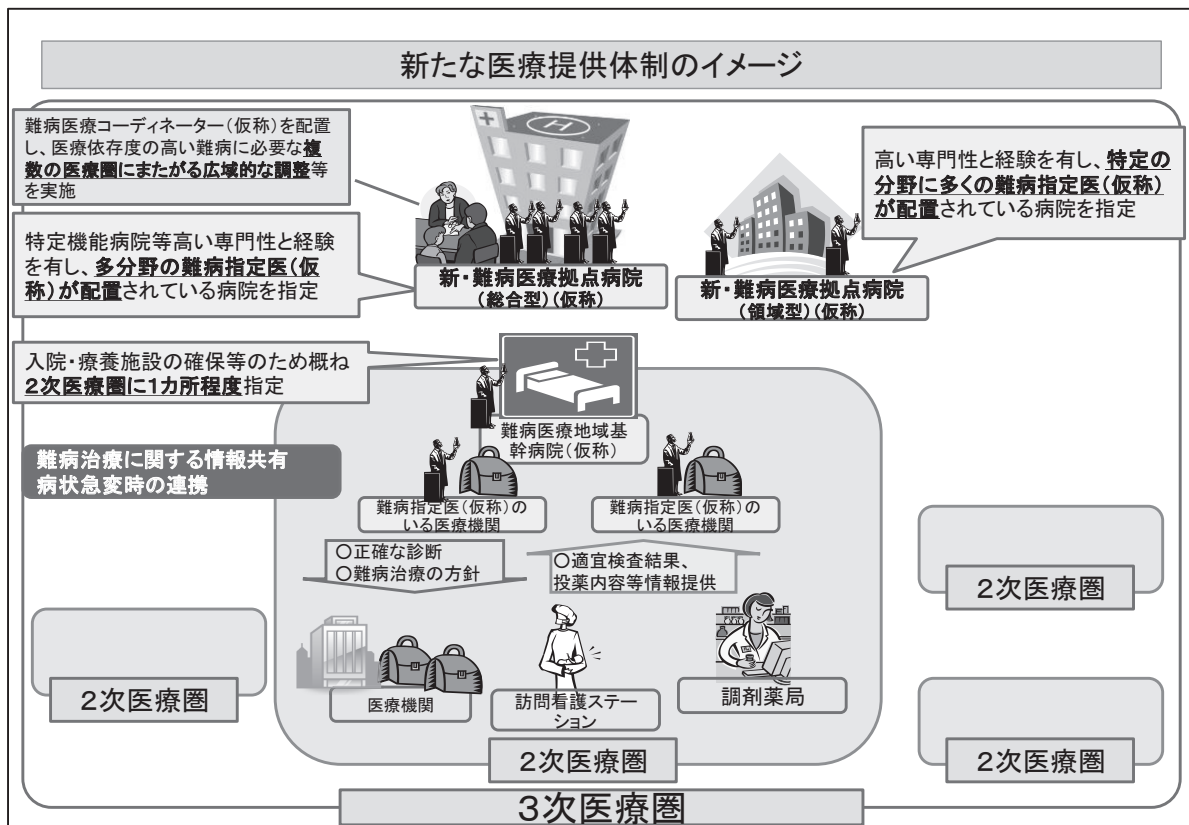 新たな医療提供体制のイメージ
難病医療コーディネーター（仮称）を配置
し、医療依存度の高い難病に必要な複
数の医療圏にまたがる広域的な調整等
を実施
高い専門性と経験を有し、特定の
分野に多くの難病指定医（仮称）
が配置されている病院を指定
特定機能病院等高い専門性と経験
を有し、多分野の難病指定医（仮
称）が配置されている病院を指定
H
新・難病医療拠点病院
（総合型）（仮称）
新・難病医療拠点病院
（領域型）（仮称）
入院・療養施設の確保等のため概ね
２次医療圏に１カ所程度指定
難病医療地域基
幹病院（仮称）
難病治療に関する情報共有
病状急変時の連携
難病指定医（仮称）の
いる医療機関
難病指定医（仮称）の
いる医療機関
○正確な診断
○難病治療の方針
○適宜検査結果、
投薬内容等情報提供
医療機関
訪問看護ステー
ション
調剤薬局
２次医療圏
２次医療圏
２次医療圏
２次医療圏
３次医療圏